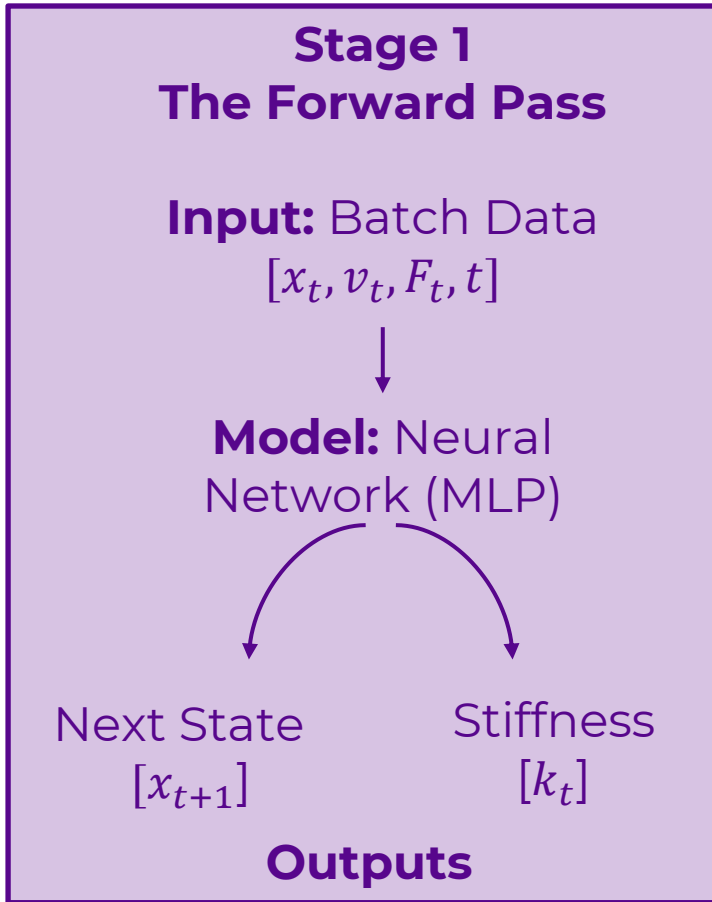 Stage 1
The Forward Pass
Input: Batch Data
[x_t, v_t, F_t, t]
Model: Neural
Network (MLP)
Next State
[x_{t+1}]
Stiffness
[k_t]
Outputs